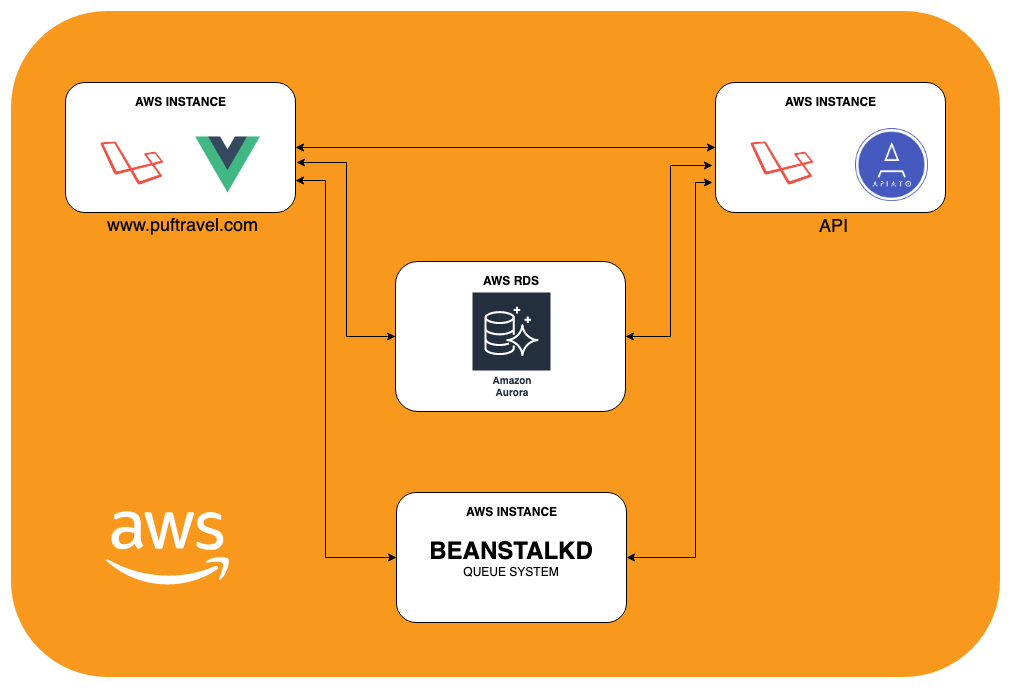 AWS INSTANCE
www.puftravel.com
AWS INSTANCE
APIATO
API
AWS RDS
Amazon
Aurora
AWS INSTANCE
BEANSTALKD
QUEUE SYSTEM
aws